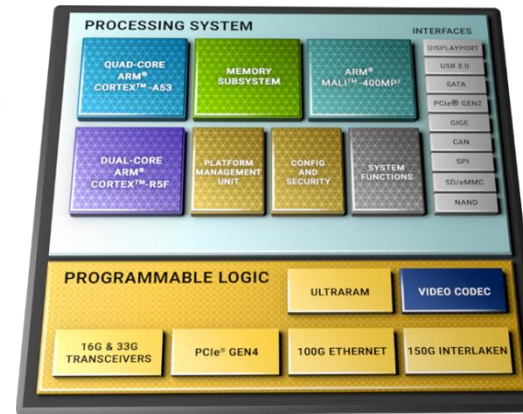 PROCESSING SYSTEM
INTERFACES
QUAD-CORE
ARM®
CORTEX™-A53
MEMORY
SUBSYSTEM
ARM®
MALI™-400MP²
DISPLAYPORT
USB 3.0
SATA
PCIe® GEN2
GIGE
CAN
SPI
SD/eMMC
NAND
DUAL-CORE
ARM®
CORTEX™-R5F
PLATFORM
MANAGEMENT
UNIT
CONFIG
AND
SECURITY
SYSTEM
FUNCTIONS
PROGRAMMABLE LOGIC
ULTRARAM
VIDEO CODEC
16G & 33G
TRANSCEIVERS
PCIe® GEN4
100G ETHERNET
150G INTERLAKEN